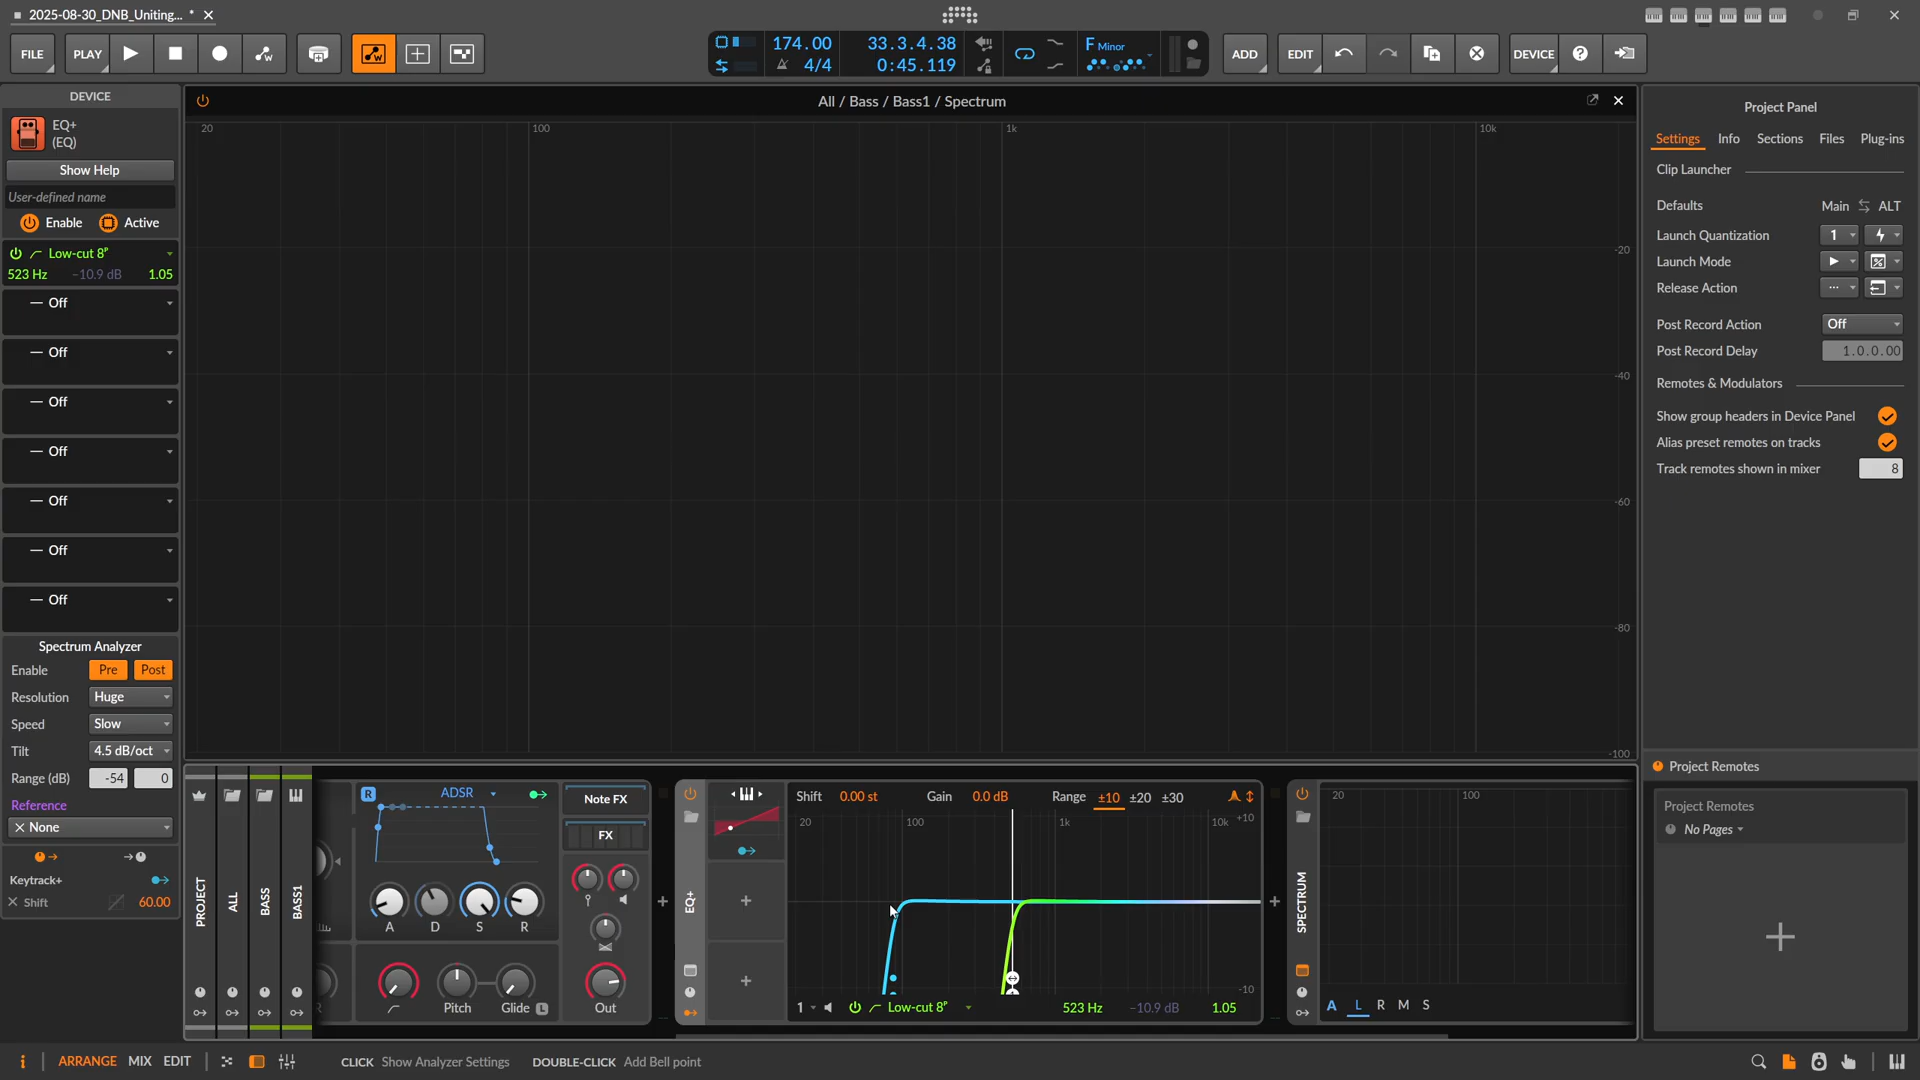 2025-08-30_DNB_Uniting... *
FILE
PLAY
174.00
4/4
33.3.4.38
0:45.119
F Minor
ADD
EDIT
DEVICE
DEVICE
EQ+
(EQ)
Show Help
User-defined name
Enable
Active
Low-cut 8P
523 Hz
-10.9 dB
1.05
Off
Off
Off
Off
Off
Off
Off
Spectrum Analyzer
Enable
Pre
Post
Resolution
Huge
Speed
Slow
Tilt
4.5 dB/oct
Range (dB)
-54
0
Reference
None
Keytrack+
Shift
60.00
All / Bass / Bass1 / Spectrum
20
100
1k
10k
-20
-40
-60
-80
-100
PROJECT
ALL
BASS
BASS1
R
ADSR
A
D
S
R
Pitch
Glide
L
Note FX
FX
Out
EQ+
Shift
0.00 st
Gain
0.0 dB
Range
±10
±20
±30
20
100
1k
10k
+10
-10
1
Low-cut 8P
523 Hz
-10.9 dB
1.05
SPECTRUM
20
100
A
L
R
M
S
Project Panel
Settings
Info
Sections
Files
Plug-ins
Clip Launcher
Defaults
Main
ALT
Launch Quantization
1
Launch Mode
Release Action
Post Record Action
Off
Post Record Delay
1.0.0.00
Remotes & Modulators
Show group headers in Device Panel
Alias preset remotes on tracks
Track remotes shown in mixer
8
Project Remotes
Project Remotes
No Pages
ARRANGE
MIX
EDIT
CLICK Show Analyzer Settings
DOUBLE-CLICK Add Bell point